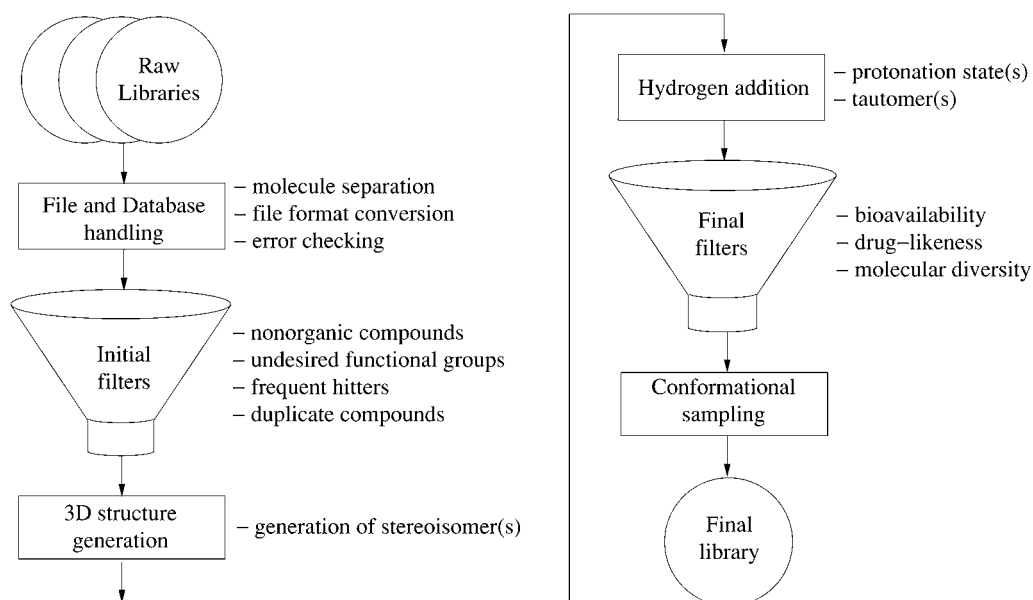 Raw
Libraries
File and Database
handling
– molecule separation
– file format conversion
– error checking
Initial
filters
– nonorganic compounds
– undesired functional groups
– frequent hitters
– duplicate compounds
3D structure
generation
– generation of stereoisomer(s)
Hydrogen addition
– protonation state(s)
– tautomer(s)
Final
filters
– bioavailability
– drug–likeness
– molecular diversity
Conformational
sampling
Final
library